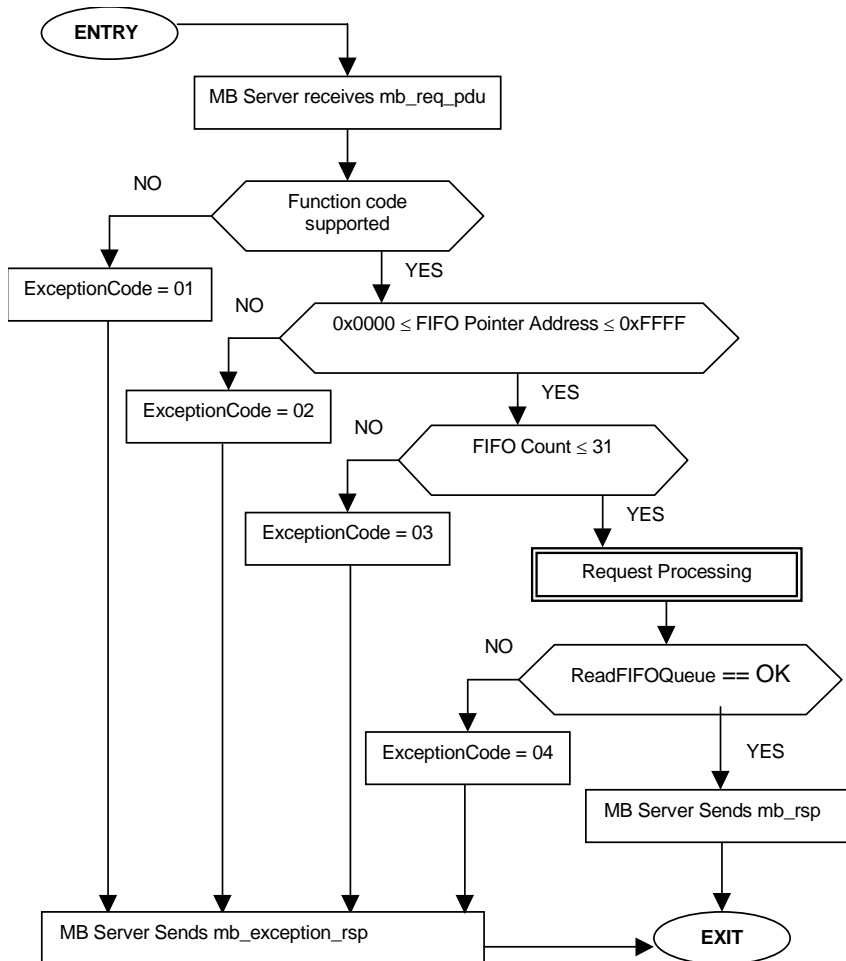 ENTRY
MB Server receives mb_req_pdu
NO
Function code
supported
YES
ExceptionCode = 01
NO
0x0000 ≤ FIFO Pointer Address ≤ 0xFFFF
YES
ExceptionCode = 02
NO
FIFO Count ≤ 31
YES
ExceptionCode = 03
Request Processing
NO
ReadFIFOQueue == OK
YES
ExceptionCode = 04
MB Server Sends mb_rsp
MB Server Sends mb_exception_rsp
EXIT